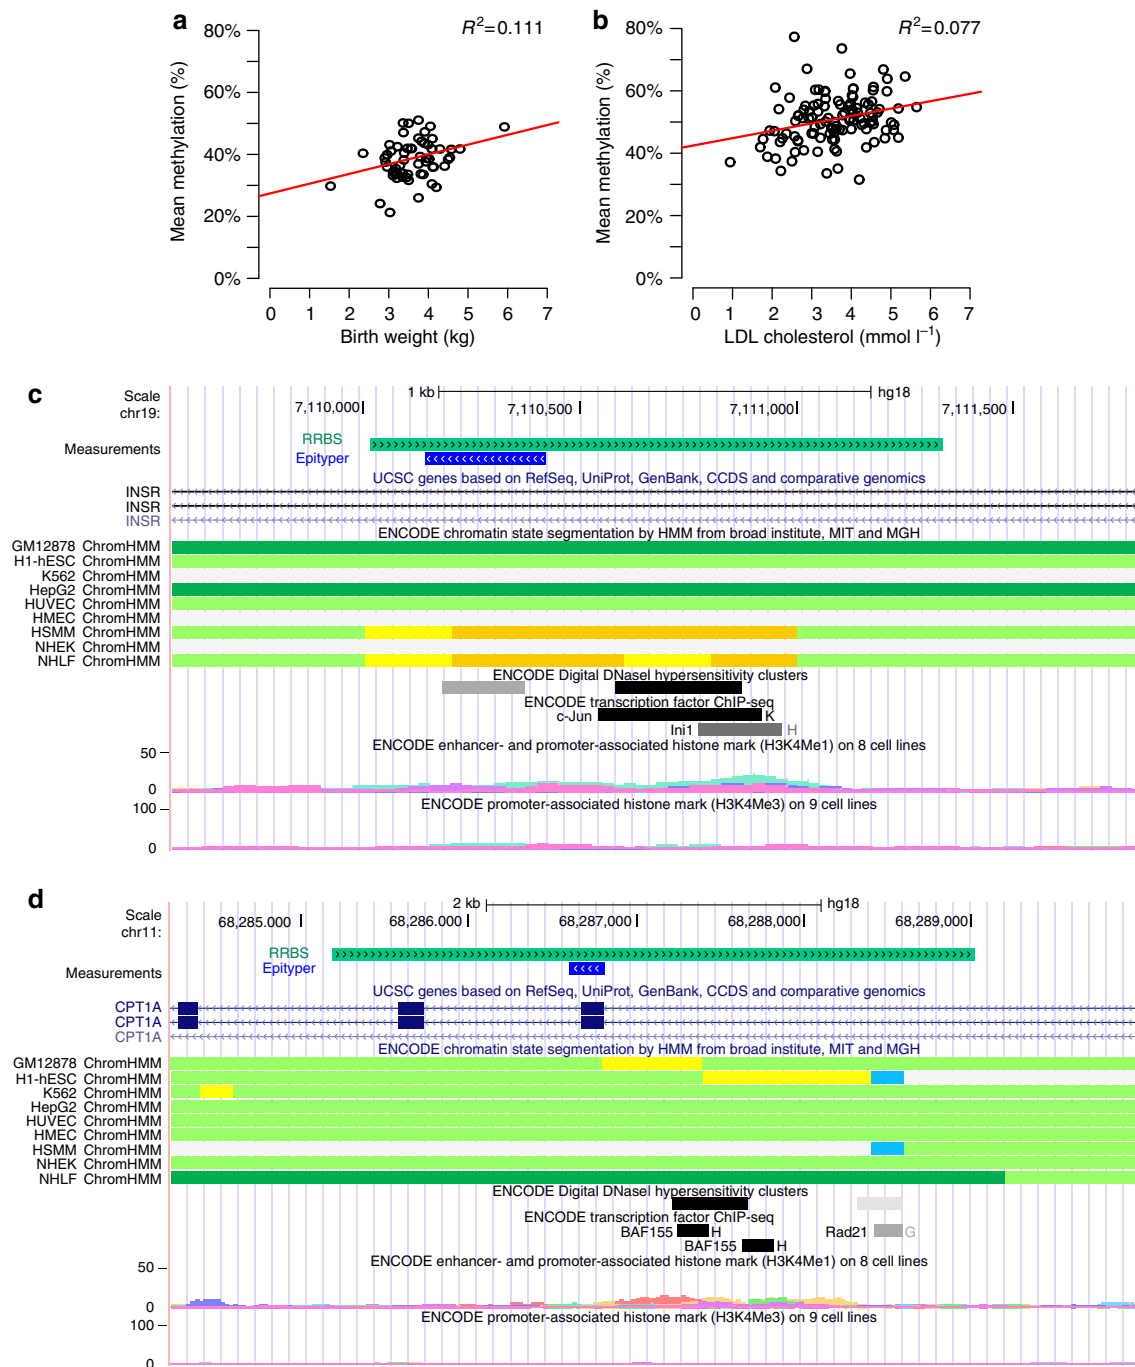 a
R²=0.111
80%
60%
40%
20%
0%
Mean methylation (%)
0 1 2 3 4 5 6 7
Birth weight (kg)
b
R²=0.077
80%
60%
40%
20%
0%
Mean methylation (%)
0 1 2 3 4 5 6 7
LDL cholesterol (mmol l⁻¹)
c
Scale
1 kb
hg18
chr19:
7,110,000
7,110,500
7,111,000
7,111,500
Measurements
RRBS
Epityper
UCSC genes based on RefSeq, UniProt, GenBank, CCDS and comparative genomics
INSR
INSR
INSR
ENCODE chromatin state segmentation by HMM from broad institute, MIT and MGH
GM12878 ChromHMM
H1-hESC ChromHMM
K562 ChromHMM
HepG2 ChromHMM
HUVEC ChromHMM
HMEC ChromHMM
HSMM ChromHMM
NHEK ChromHMM
NHLF ChromHMM
ENCODE Digital DNaseI hypersensitivity clusters
ENCODE transcription factor ChIP-seq
c-Jun K
Ini1 H
ENCODE enhancer- and promoter-associated histone mark (H3K4Me1) on 8 cell lines
50
0
ENCODE promoter-associated histone mark (H3K4Me3) on 9 cell lines
100
0
d
Scale
2 kb
hg18
chr11:
68,285.000
68,286.000
68,287,000
68,288,000
68,289,000
RRBS
Epityper
Measurements
UCSC genes based on RefSeq, UniProt, GenBank, CCDS and comparative genomics
CPT1A
CPT1A
CPT1A
ENCODE chromatin state segmentation by HMM from broad institute, MIT and MGH
GM12878 ChromHMM
H1-hESC ChromHMM
K562 ChromHMM
HepG2 ChromHMM
HUVEC ChromHMM
HMEC ChromHMM
HSMM ChromHMM
NHEK ChromHMM
NHLF ChromHMM
ENCODE Digital DNaseI hypersensitivity clusters
ENCODE transcription factor ChIP-seq
BAF155 H
Rad21 G
BAF155 H
ENCODE enhancer- amd promoter-associated histone mark (H3K4Me1) on 8 cell lines
50
0
ENCODE promoter-associated histone mark (H3K4Me3) on 9 cell lines
100
0